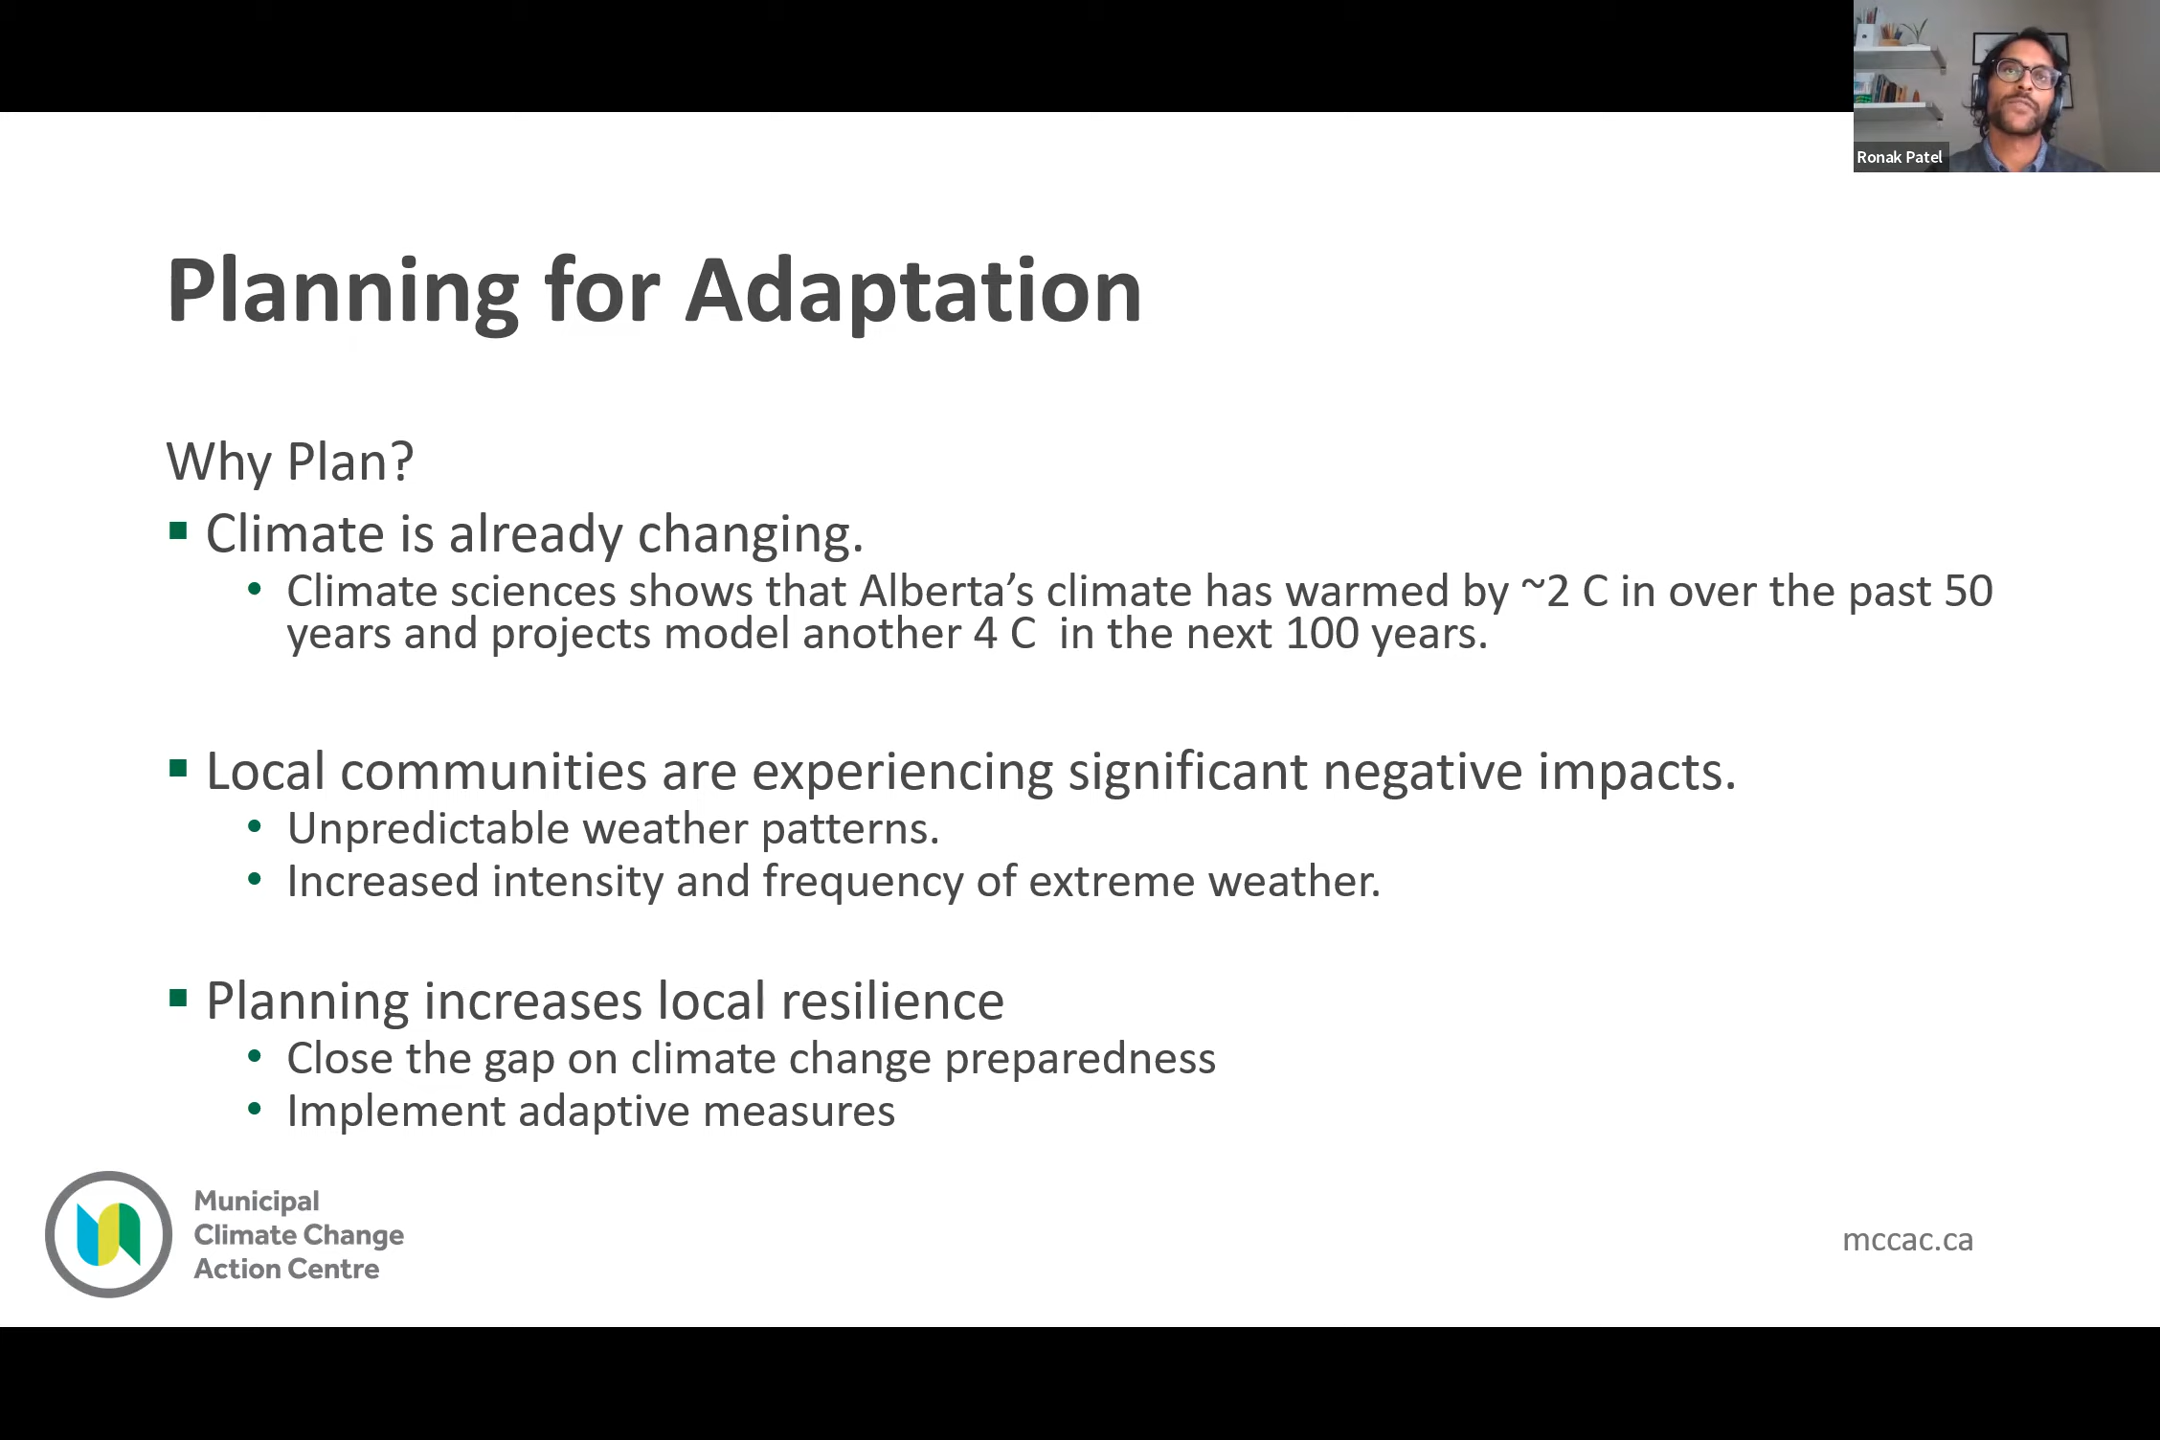 Ronak Patel
Planning for Adaptation
Why Plan?
▪ Climate is already changing.
• Climate sciences shows that Alberta’s climate has warmed by ~2 C in over the past 50
years and projects model another 4 C  in the next 100 years.
▪ Local communities are experiencing significant negative impacts.
• Unpredictable weather patterns.
• Increased intensity and frequency of extreme weather.
▪ Planning increases local resilience
• Close the gap on climate change preparedness
• Implement adaptive measures
Municipal
Climate Change
Action Centre
mccac.ca